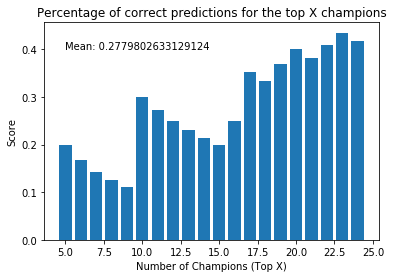 Percentage of correct predictions for the top X champions
Mean: 0.2779802633129124
0.4
0.3
0.2
0.1
0.0
Score
5.0 7.5 10.0 12.5 15.0 17.5 20.0 22.5 25.0
Number of Champions (Top X)